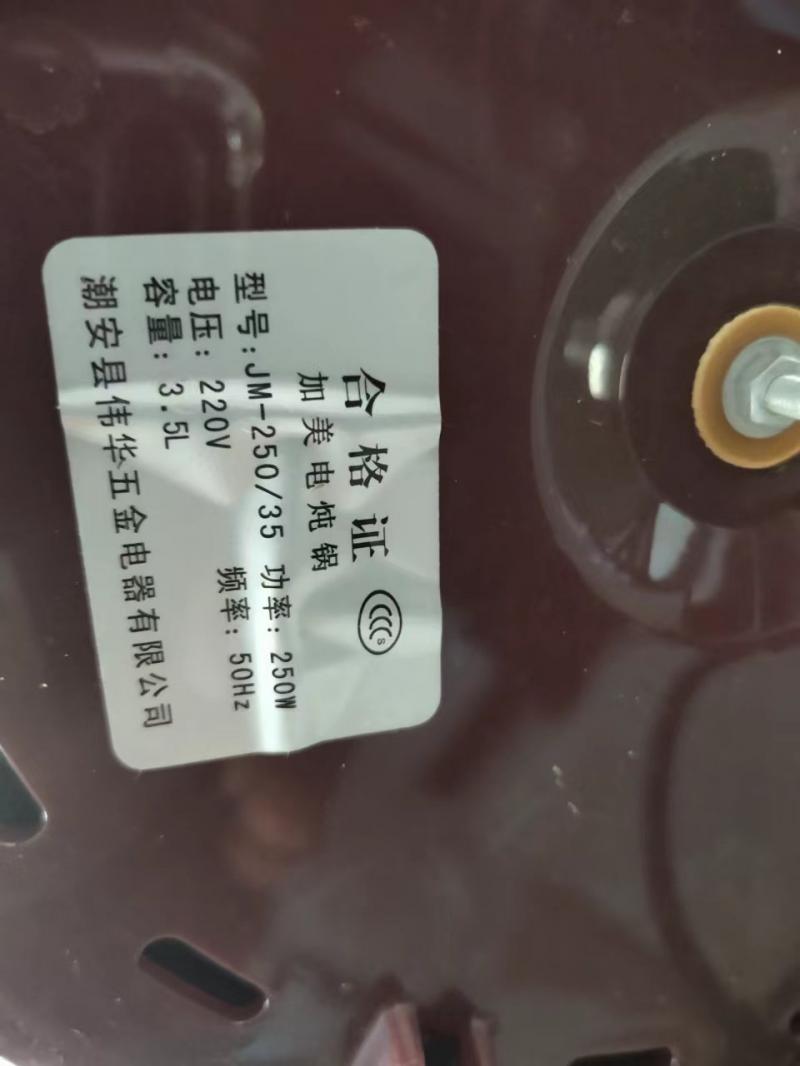 合格证
CCCS
加美电炖锅
型号:JM-250/35 功率: 250W
电压: 220V 频率: 50Hz
容量: 3.5L
潮安县伟华五金电器有限公司